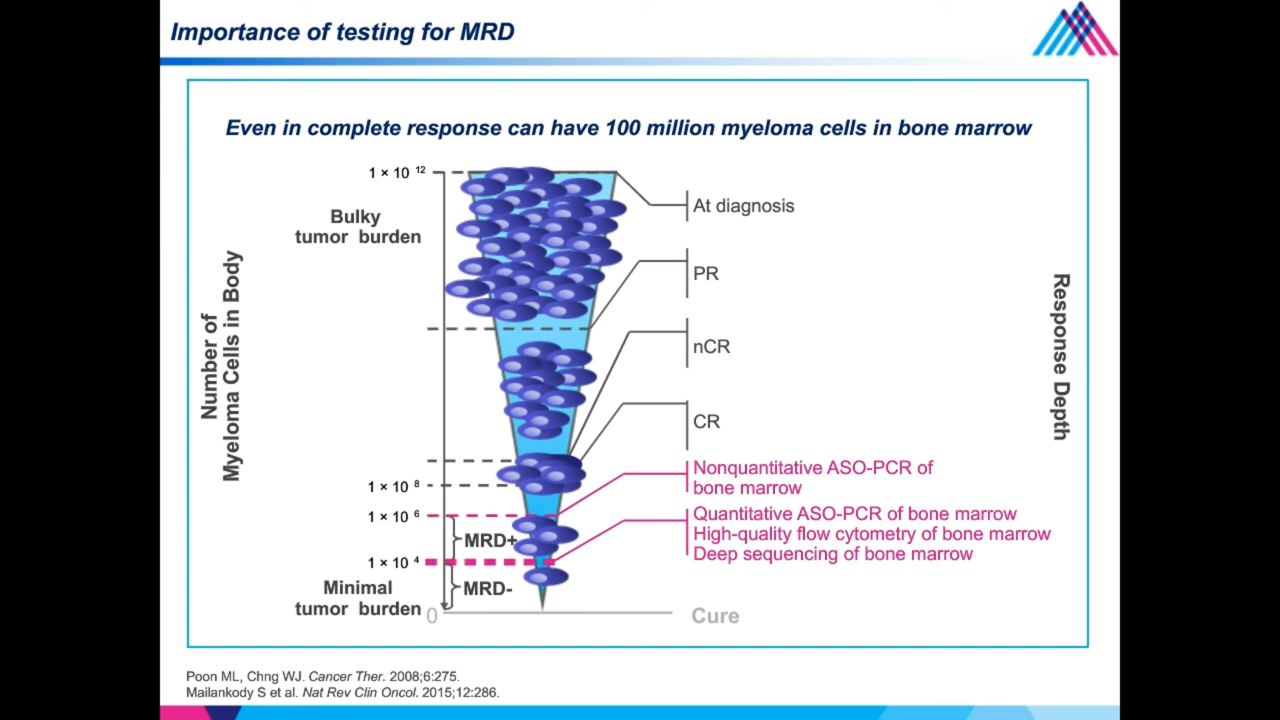 Importance of testing for MRD
Even in complete response can have 100 million myeloma cells in bone marrow
Number of
Myeloma Cells in Body
1 × 10 12
Bulky
tumor burden
1 × 10 8
1 × 10 6
MRD+
1 × 10 4
Minimal
tumor burden
MRD-
0
At diagnosis
PR
nCR
CR
Nonquantitative ASO-PCR of
bone marrow
Quantitative ASO-PCR of bone marrow
High-quality flow cytometry of bone marrow
Deep sequencing of bone marrow
Cure
Response Depth
Poon ML, Chng WJ. Cancer Ther. 2008;6:275.
Mailankody S et al. Nat Rev Clin Oncol. 2015;12:286.